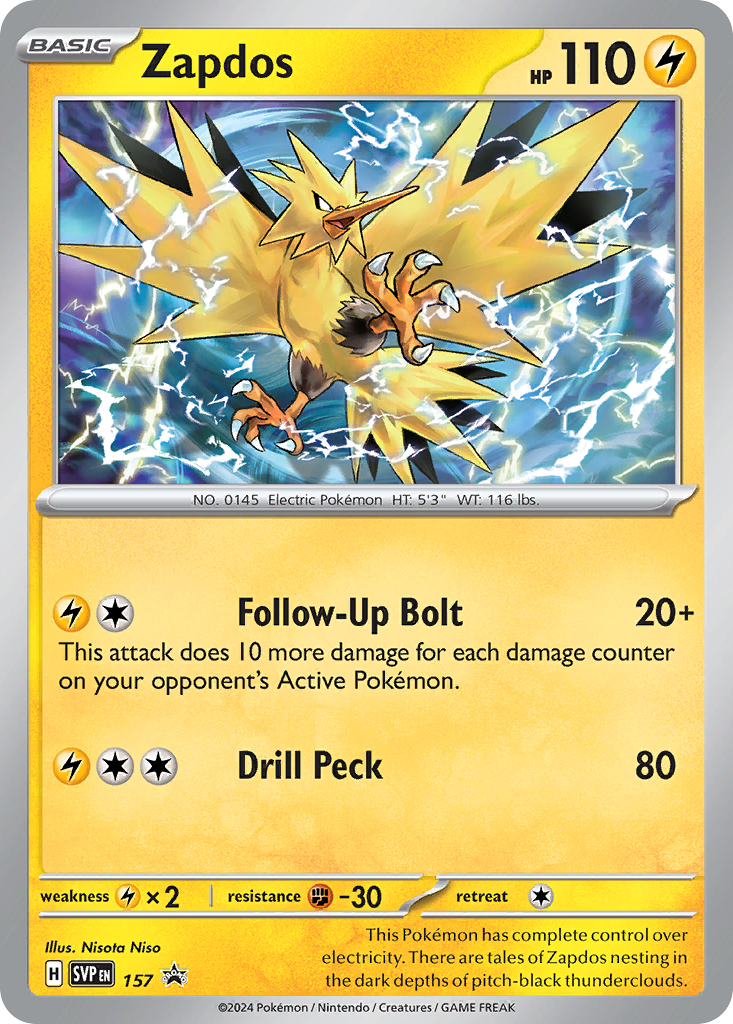 BASIC Zapdos HP 110
NO. 0145 Electric Pokémon HT: 5'3" WT: 116 lbs.
Follow-Up Bolt 20+
This attack does 10 more damage for each damage counter
on your opponent's Active Pokémon.
Drill Peck 80
weakness ×2 resistance -30 retreat
Illus. Nisota Niso
H SVP EN 157
This Pokémon has complete control over
electricity. There are tales of Zapdos nesting in
the dark depths of pitch-black thunderclouds.
©2024 Pokémon / Nintendo / Creatures / GAME FREAK